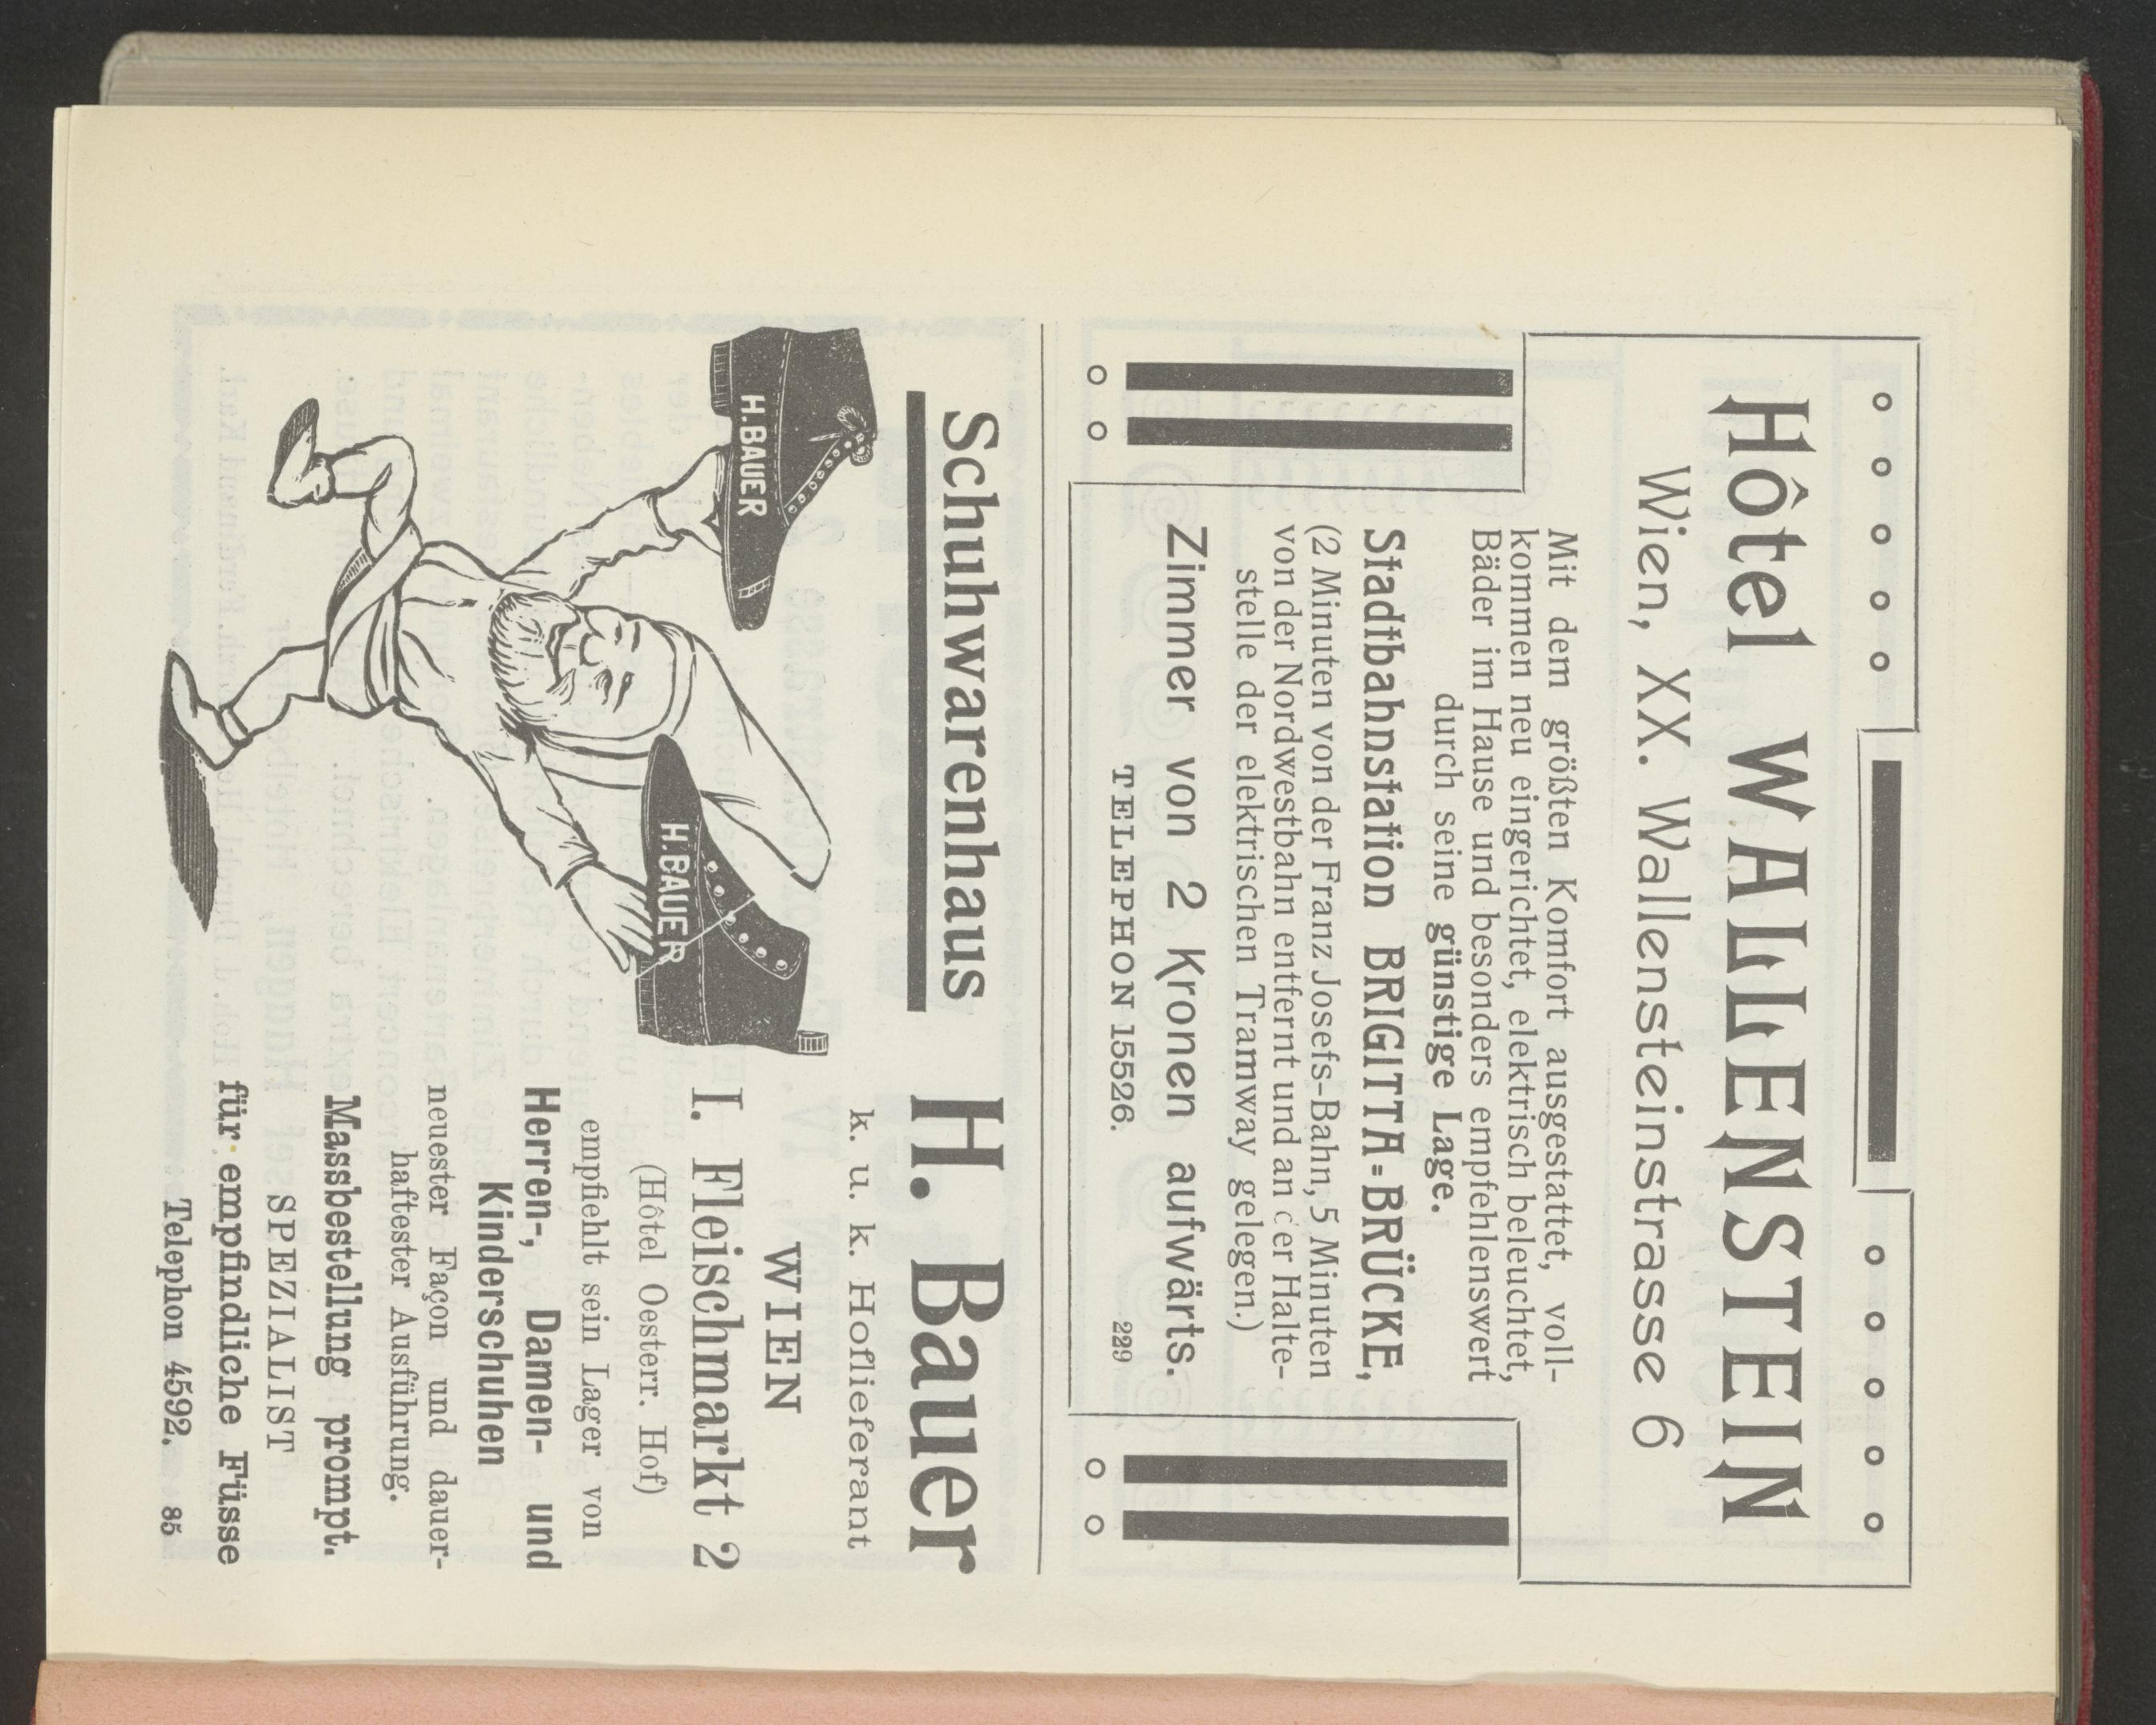 Hôtel WALLENSTEIN
Wien, XX. Wallensteinstrasse 6
Mit dem größten Komfort ausgestattet, voll-
kommen neu eingerichtet, elektrisch beleuchtet,
Bäder im Hause und besonders empfehlenswert
durch seine günstige Lage.
Stadtbahnstation BRIGITTA-BRÜCKE,
(2 Minuten von der Franz Josefs-Bahn, 5 Minuten
von der Nordwestbahn entfernt und an der Halte-
stelle der elektrischen Tramway gelegen.)
Zimmer von 2 Kronen aufwärts.
TELEPHON 15526. 229
Schuhwarenhaus H. Bauer
k. u. k. Hoflieferant
WIEN
I. Fleischmarkt 2
(Hôtel Oesterr. Hof)
empfiehlt sein Lager von
Herren-, Damen- und
Kinderschuhen
neuester Façon und dauer-
haftester Ausführung.
Massbestellung prompt.
SPEZIALIST
für empfindliche Füsse
Telephon 4592. 85
H. BAUER
H. BAUER